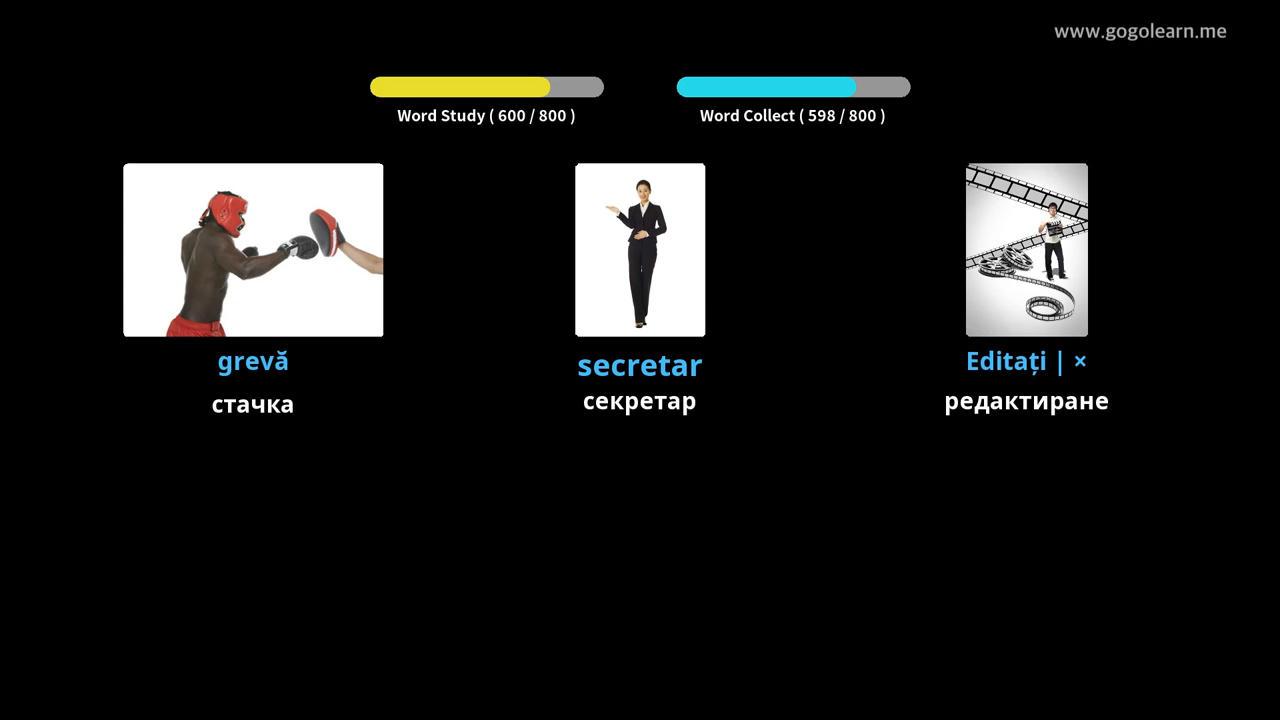 www.gogolearn.me
Word Study ( 600 / 800 )
Word Collect ( 598 / 800 )
grevă
secretar
Editați | ×
стачка
секретар
редактиране